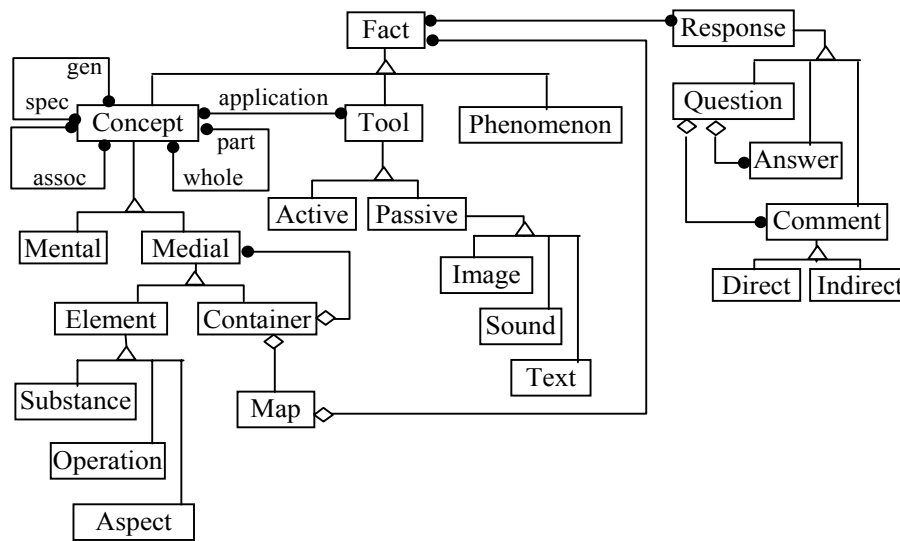 Fact
Response
gen
spec
application
Concept
Tool
Phenomenon
Question
part
assoc
whole
Answer
Active
Passive
Comment
Mental
Medial
Image
Direct
Indirect
Element
Container
Sound
Text
Substance
Map
Operation
Aspect